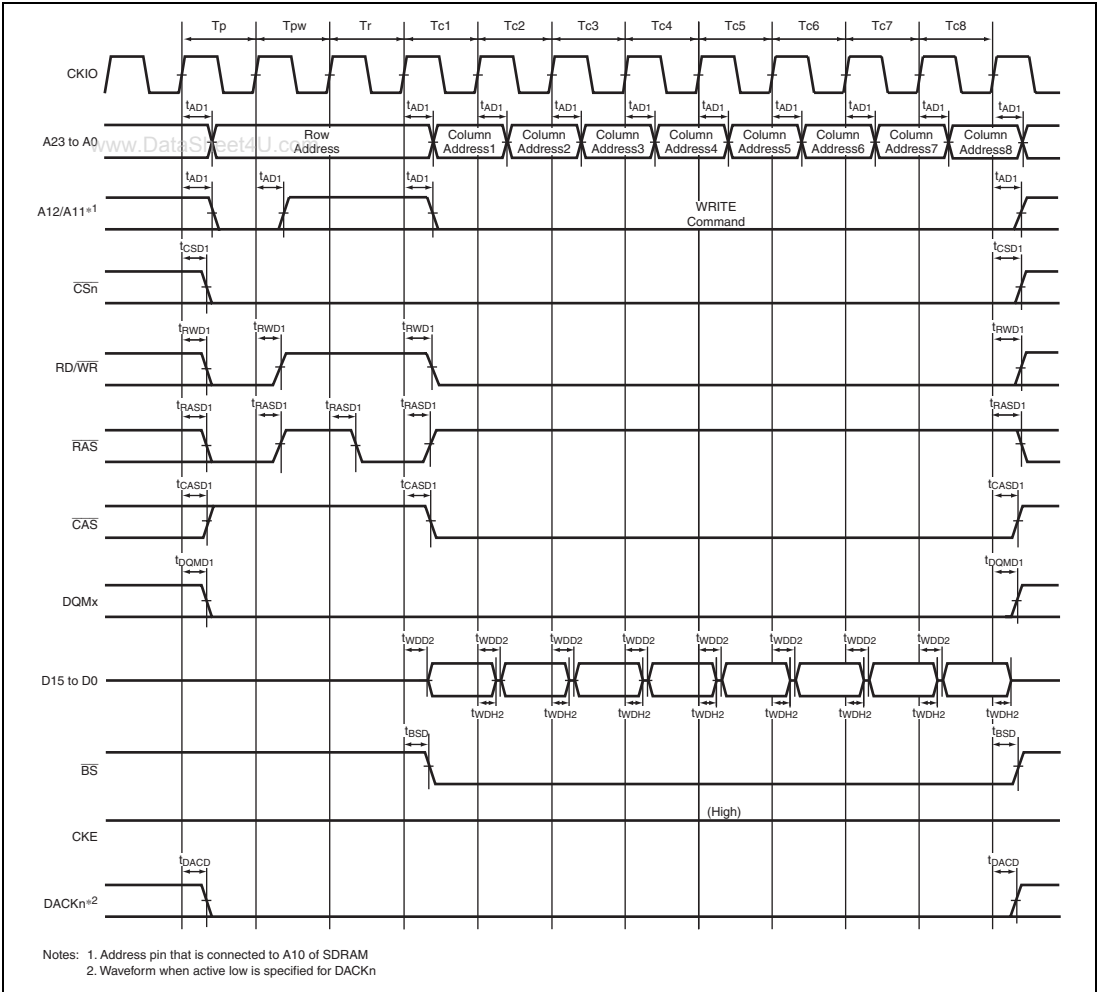 Tp Tpw Tr Tc1 Tc2 Tc3 Tc4 Tc5 Tc6 Tc7 Tc8
CKIO
tAD1 tAD1 tAD1 tAD1 tAD1 tAD1 tAD1 tAD1 tAD1 tAD1
A23 to A0
www.DataSheet4U.com
Row Address
Column Address1
Column Address2
Column Address3
Column Address4
Column Address5
Column Address6
Column Address7
Column Address8
tAD1 tAD1 tAD1 tAD1
A12/A11*1
WRITE
Command
tCSD1 tCSD1
CSn
tRWD1 tRWD1 tRWD1 tRWD1
RD/WR
tRASD1 tRASD1 tRASD1 tRASD1 tRASD1
RAS
tCASD1 tCASD1 tCASD1
CAS
tDQMD1 tDQMD1
DQMx
tWDD2 tWDD2 tWDD2 tWDD2 tWDD2 tWDD2 tWDD2 tWDD2
D15 to D0
tWDH2 tWDH2 tWDH2 tWDH2 tWDH2 tWDH2 tWDH2 tWDH2
tBSD tBSD
BS
(High)
CKE
tDACD tDACD
DACKn*2
Notes: 1. Address pin that is connected to A10 of SDRAM
2. Waveform when active low is specified for DACKn